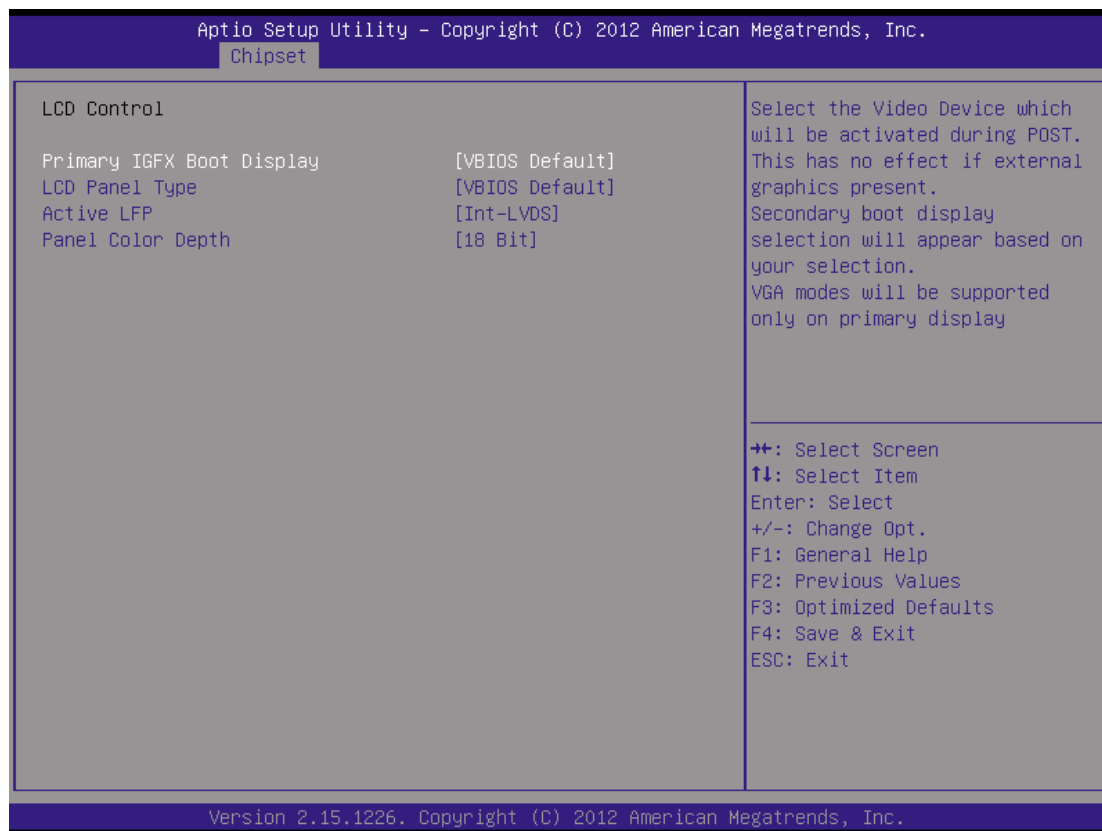 Aptio Setup Utility – Copyright (C) 2012 American Megatrends, Inc.
Chipset
LCD Control
Primary IGFX Boot Display [VBIOS Default]
LCD Panel Type [VBIOS Default]
Active LFP [Int-LVDS]
Panel Color Depth [18 Bit]
Select the Video Device which
will be activated during POST.
This has no effect if external
graphics present.
Secondary boot display
selection will appear based on
your selection.
VGA modes will be supported
only on primary display
→←: Select Screen
↑↓: Select Item
Enter: Select
+/-: Change Opt.
F1: General Help
F2: Previous Values
F3: Optimized Defaults
F4: Save & Exit
ESC: Exit
Version 2.15.1226. Copyright (C) 2012 American Megatrends, Inc.